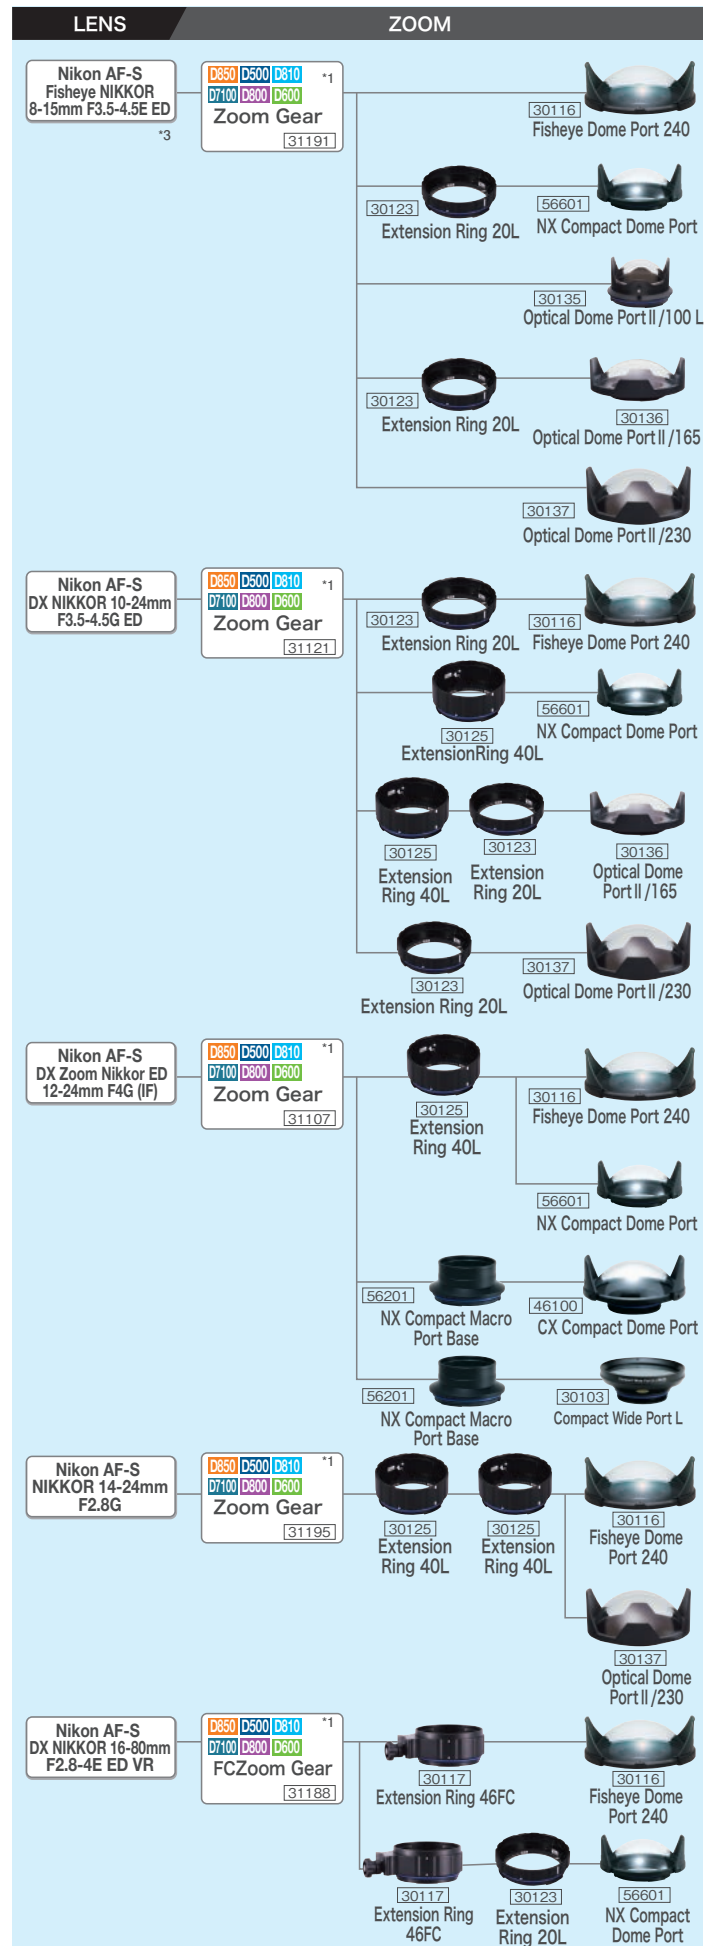 LENS
ZOOM
Nikon AF-S
Fisheye NIKKOR
8-15mm F3.5-4.5E ED
*3
D850 D500 D810 *1
D7100 D800 D600
Zoom Gear
31191
30116
Fisheye Dome Port 240
30123
Extension Ring 20L
56601
NX Compact Dome Port
30135
Optical Dome Port II /100 L
30123
Extension Ring 20L
30136
Optical Dome Port II /165
30137
Optical Dome Port II /230
Nikon AF-S
DX NIKKOR 10-24mm
F3.5-4.5G ED
D850 D500 D810 *1
D7100 D800 D600
Zoom Gear
31121
30123
Extension Ring 20L
30116
Fisheye Dome Port 240
30125
ExtensionRing 40L
56601
NX Compact Dome Port
30125
Extension
Ring 40L
30123
Extension
Ring 20L
30136
Optical Dome
Port II /165
30123
Extension Ring 20L
30137
Optical Dome Port II /230
Nikon AF-S
DX Zoom Nikkor ED
12-24mm F4G (IF)
D850 D500 D810 *1
D7100 D800 D600
Zoom Gear
31107
30125
Extension
Ring 40L
30116
Fisheye Dome Port 240
56601
NX Compact Dome Port
56201
NX Compact Macro
Port Base
46100
CX Compact Dome Port
56201
NX Compact Macro
Port Base
30103
Compact Wide Port L
Nikon AF-S
NIKKOR 14-24mm
F2.8G
D850 D500 D810 *1
D7100 D800 D600
Zoom Gear
31195
30125
Extension
Ring 40L
30125
Extension
Ring 40L
30116
Fisheye Dome
Port 240
30137
Optical Dome
Port II /230
Nikon AF-S
DX NIKKOR 16-80mm
F2.8-4E ED VR
D850 D500 D810 *1
D7100 D800 D600
FCZoom Gear
31188
30117
Extension Ring 46FC
30116
Fisheye Dome
Port 240
30117
Extension Ring
46FC
30123
Extension
Ring 20L
56601
NX Compact
Dome Port